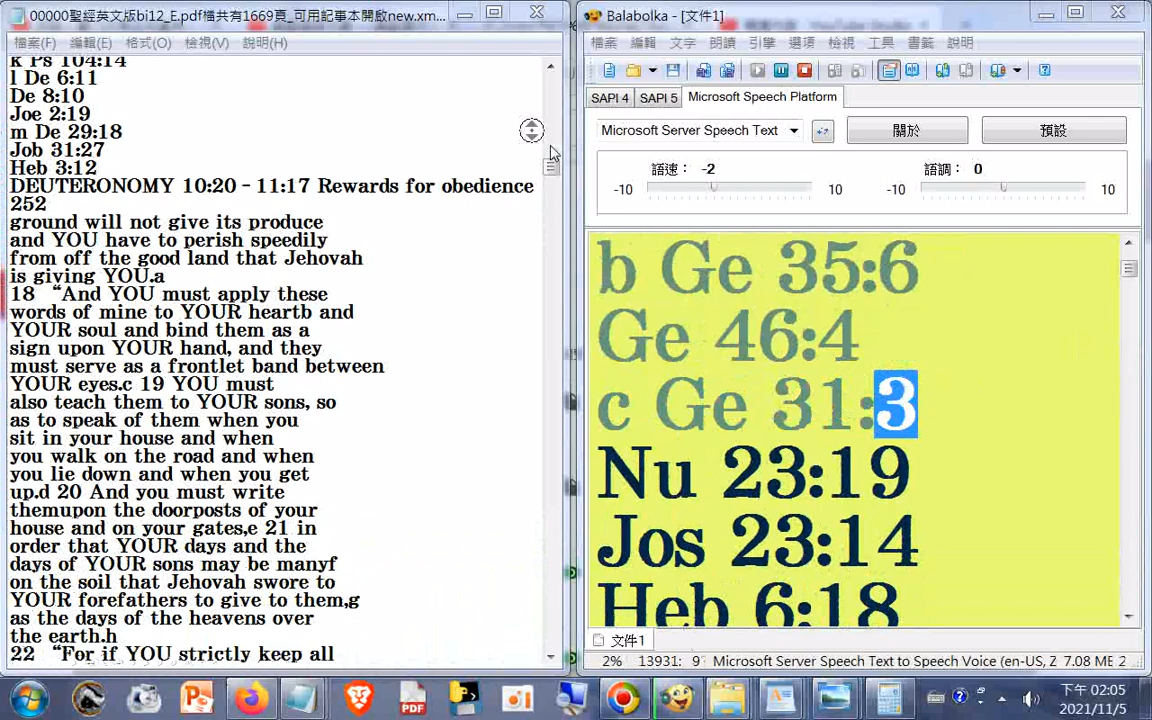 00000聖經英文版bi12_E.pdf檔共有1669頁_可用記事本開啟new.xm...
檔案(F) 編輯(E) 格式(O) 檢視(V) 說明(H)
k Ps 104:14
l De 6:11
De 8:10
Joe 2:19
m De 29:18
Job 31:27
Heb 3:12
DEUTERONOMY 10:20 – 11:17 Rewards for obedience
252
ground will not give its produce
and YOU have to perish speedily
from off the good land that Jehovah
is giving YOU.a
18 “And YOU must apply these
words of mine to YOUR heartb and
YOUR soul and bind them as a
sign upon YOUR hand, and they
must serve as a frontlet band between
YOUR eyes.c 19 YOU must
also teach them to YOUR sons, so
as to speak of them when you
sit in your house and when
you walk on the road and when
you lie down and when you get
up.d 20 And you must write
themupon the doorposts of your
house and on your gates,e 21 in
order that YOUR days and the
days of YOUR sons may be manyf
on the soil that Jehovah swore to
YOUR forefathers to give to them,g
as the days of the heavens over
the earth.h
22 “For if YOU strictly keep all
Balabolka - [文件1]
檔案 編輯 文字 朗讀 引擎 選項 檢視 工具 書籤 說明
SAPI 4 SAPI 5 Microsoft Speech Platform
Microsoft Server Speech Text 關於 預設
語速: -2 語調: 0
-10 10 -10 10
b Ge 35:6
Ge 46:4
c Ge 31:3
Nu 23:19
Jos 23:14
Heb 6:18
文件1
2% 13931: 9 Microsoft Server Speech Text to Speech Voice (en-US, Z 7.08 MB 2
下午 02:05
2021/11/5